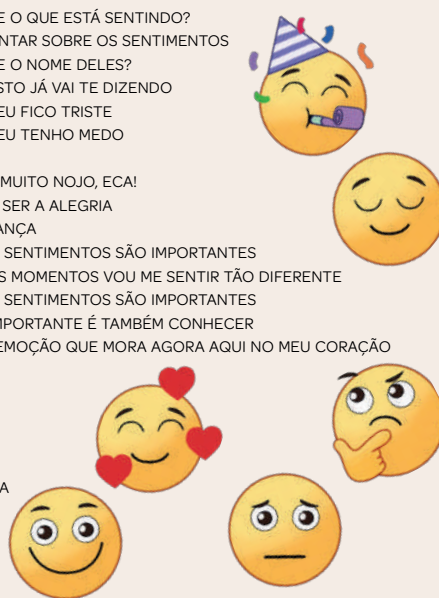 E O QUE ESTÁ SENTINDO?
NTAR SOBRE OS SENTIMENTOS
E O NOME DELES?
STO JÁ VAI TE DIZENDO
EU FICO TRISTE
EU TENHO MEDO
MUITO NOJO, ECA!
SER A ALEGRIA
ANÇA
SENTIMENTOS SÃO IMPORTANTES
S MOMENTOS VOU ME SENTIR TÃO DIFERENTE
SENTIMENTOS SÃO IMPORTANTES
MPORTANTE É TAMBÉM CONHECER
EMOÇÃO QUE MORA AGORA AQUI NO MEU CORAÇÃO
A